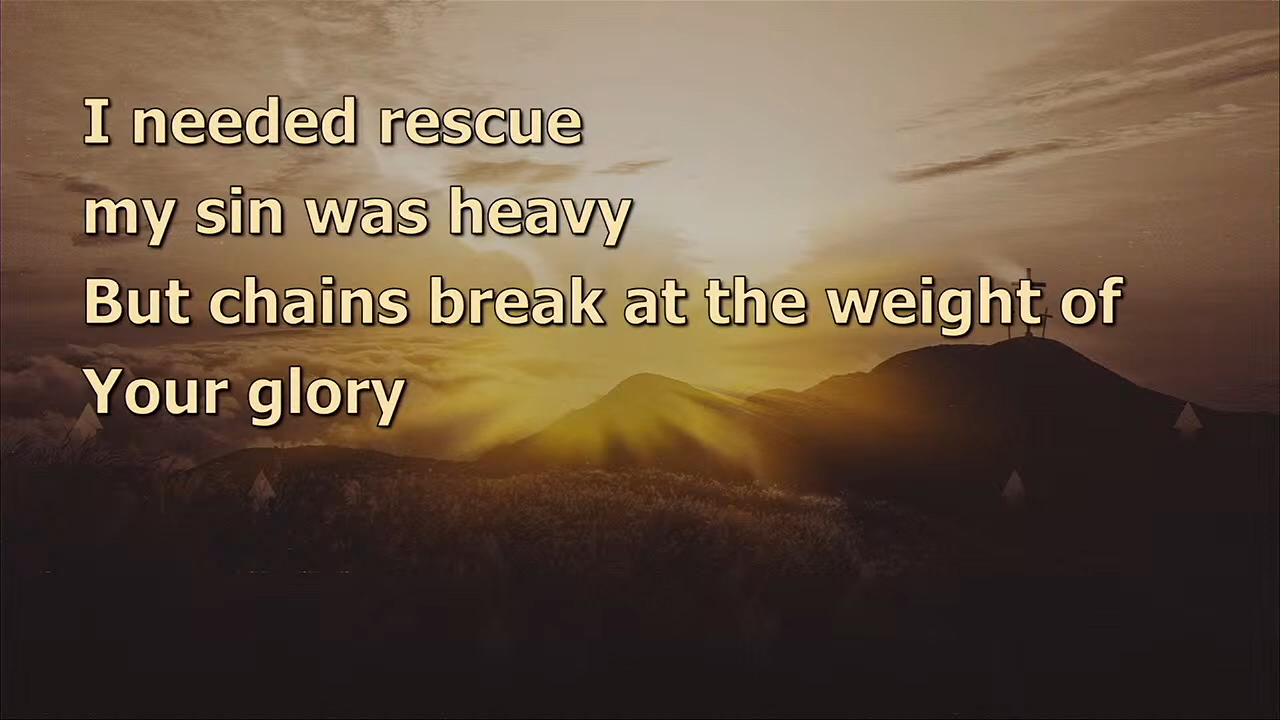 I needed rescue
my sin was heavy
But chains break at the weight of
Your glory